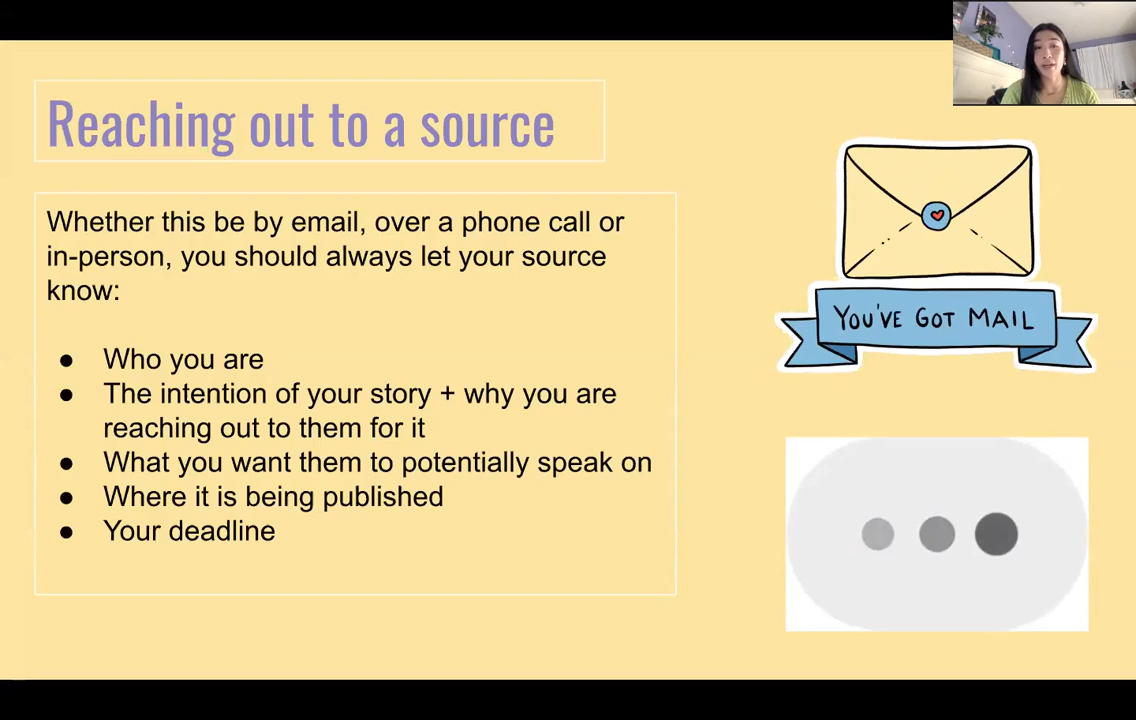 Reaching out to a source
Whether this be by email, over a phone call or
in-person, you should always let your source
know:
● Who you are
● The intention of your story + why you are
reaching out to them for it
● What you want them to potentially speak on
● Where it is being published
● Your deadline
YOU'VE GOT MAIL